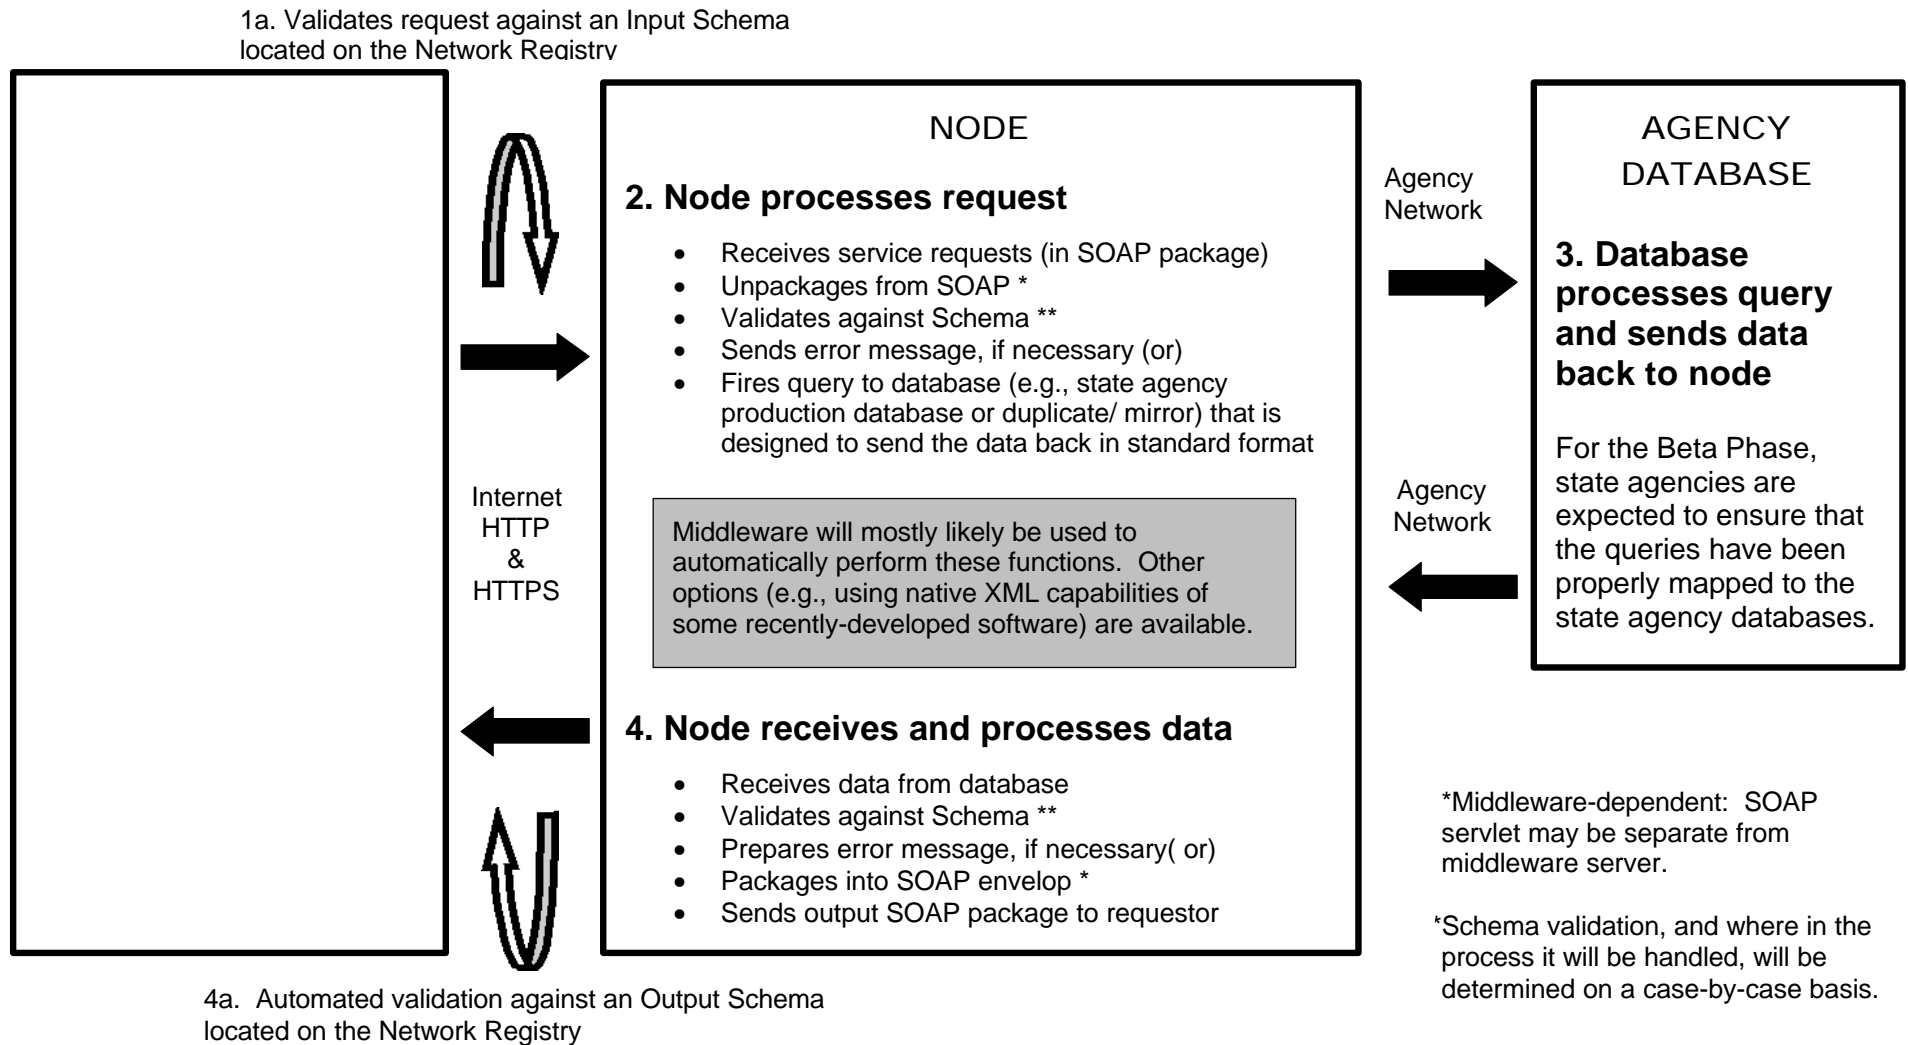 1a. Validates request against an Input Schema
located on the Network Registry
NODE
2. Node processes request
• Receives service requests (in SOAP package)
• Unpackages from SOAP *
• Validates against Schema **
• Sends error message, if necessary (or)
• Fires query to database (e.g., state agency
production database or duplicate/ mirror) that is
designed to send the data back in standard format
Internet
HTTP
&
HTTPS
Middleware will mostly likely be used to
automatically perform these functions. Other
options (e.g., using native XML capabilities of
some recently-developed software) are available.
4. Node receives and processes data
• Receives data from database
• Validates against Schema **
• Prepares error message, if necessary( or)
• Packages into SOAP envelop *
• Sends output SOAP package to requestor
Agency
Network
Agency
Network
AGENCY
DATABASE
3. Database
processes query
and sends data
back to node
For the Beta Phase,
state agencies are
expected to ensure that
the queries have been
properly mapped to the
state agency databases.
*Middleware-dependent: SOAP
servlet may be separate from
middleware server.
*Schema validation, and where in the
process it will be handled, will be
determined on a case-by-case basis.
4a. Automated validation against an Output Schema
located on the Network Registry